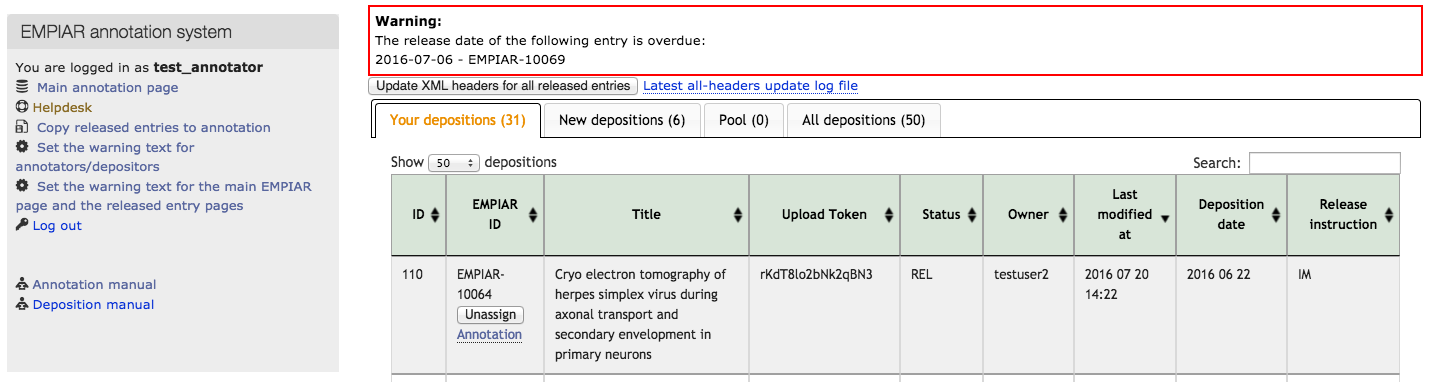 EMPIAR annotation system
You are logged in as test_annotator
Main annotation page
Helpdesk
Copy released entries to annotation
Set the warning text for
annotators/depositors
Set the warning text for the main EMPIAR
page and the released entry pages
Log out
Annotation manual
Deposition manual
Warning:
The release date of the following entry is overdue:
2016-07-06 - EMPIAR-10069
Update XML headers for all released entries Latest all-headers update log file
Your depositions (31) New depositions (6) Pool (0) All depositions (50)
Show 50 depositions Search:
ID EMPIAR ID Title Upload Token Status Owner Last modified at Deposition date Release instruction
110
EMPIAR-
10064
Unassign
Annotation
Cryo electron tomography of
herpes simplex virus during
axonal transport and
secondary envelopment in
primary neurons
rKdT8lo2bNk2qBN3
REL
testuser2
2016 07 20
14:22
2016 06 22
IM